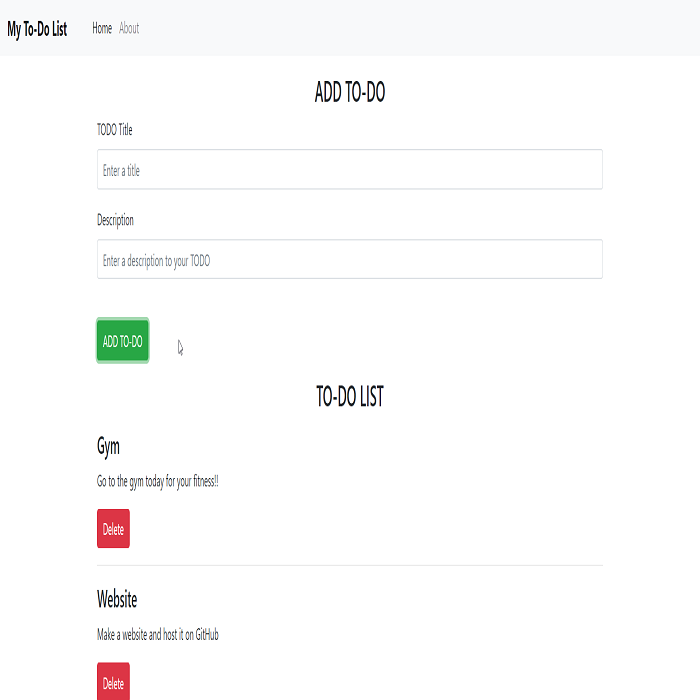 My To-Do List Home About
ADD TO-DO
TODO Title
Enter a title
Description
Enter a description to your TODO
ADD TO-DO
TO-DO LIST
Gym
Go to the gym today for your fitness!!
Delete
Website
Make a website and host it on GitHub
Delete